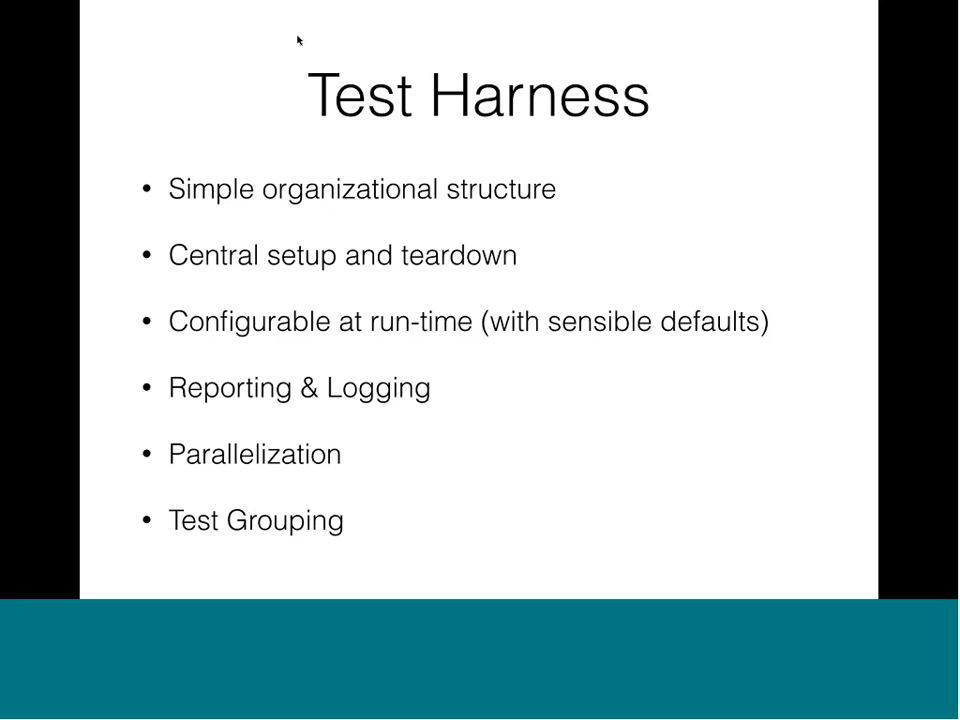 Test Harness
• Simple organizational structure
• Central setup and teardown
• Configurable at run-time (with sensible defaults)
• Reporting & Logging
• Parallelization
• Test Grouping